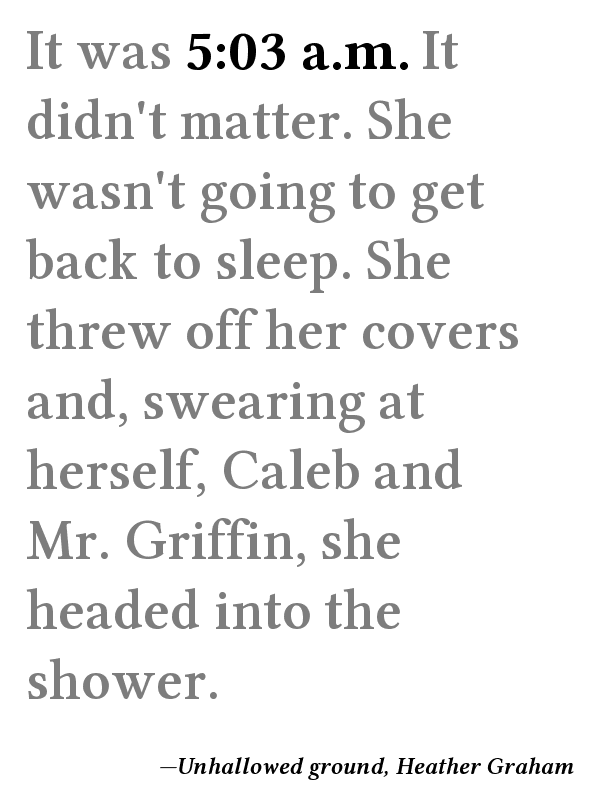 It was 5:03 a.m. It
didn't matter. She
wasn't going to get
back to sleep. She
threw off her covers
and, swearing at
herself, Caleb and
Mr. Griffin, she
headed into the
shower.
—Unhallowed ground, Heather Graham